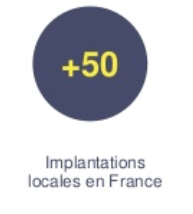 +50
Implantations
locales en France